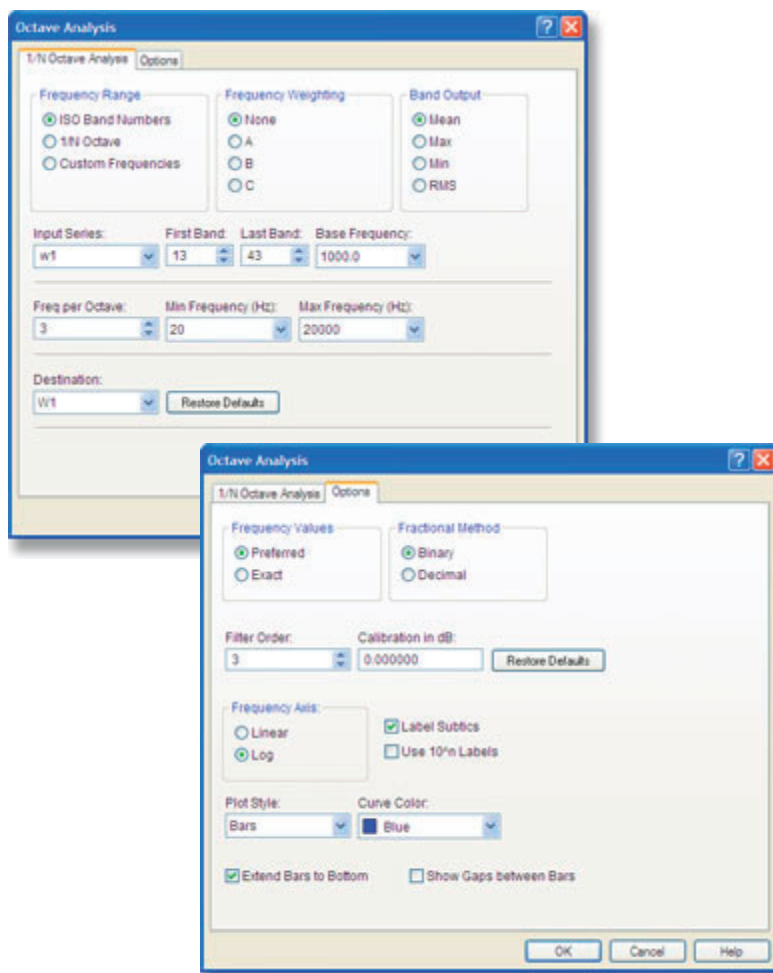 Octave Analysis
1/N Octave Analysis Options
Frequency Range Frequency Weighting Band Output
ISO Band Numbers None Mean
1/N Octave A Max
Custom Frequencies B Min
C RMS
Input Series: First Band: Last Band: Base Frequency:
w1 13 43 1000.0
Freq per Octave: Min Frequency (Hz): Max Frequency (Hz):
3 20 20000
Destination:
W1 Restore Defaults
Octave Analysis
1/N Octave Analysis Options
Frequency Values Fractional Method
Preferred Binary
Exact Decimal
Filter Order: Calibration in dB:
3 0.000000 Restore Defaults
Frequency Axis:
Linear Label Subtics
Log Use 10^n Labels
Plot Style: Curve Color:
Bars Blue
Extend Bars to Bottom Show Gaps between Bars
OK Cancel Help